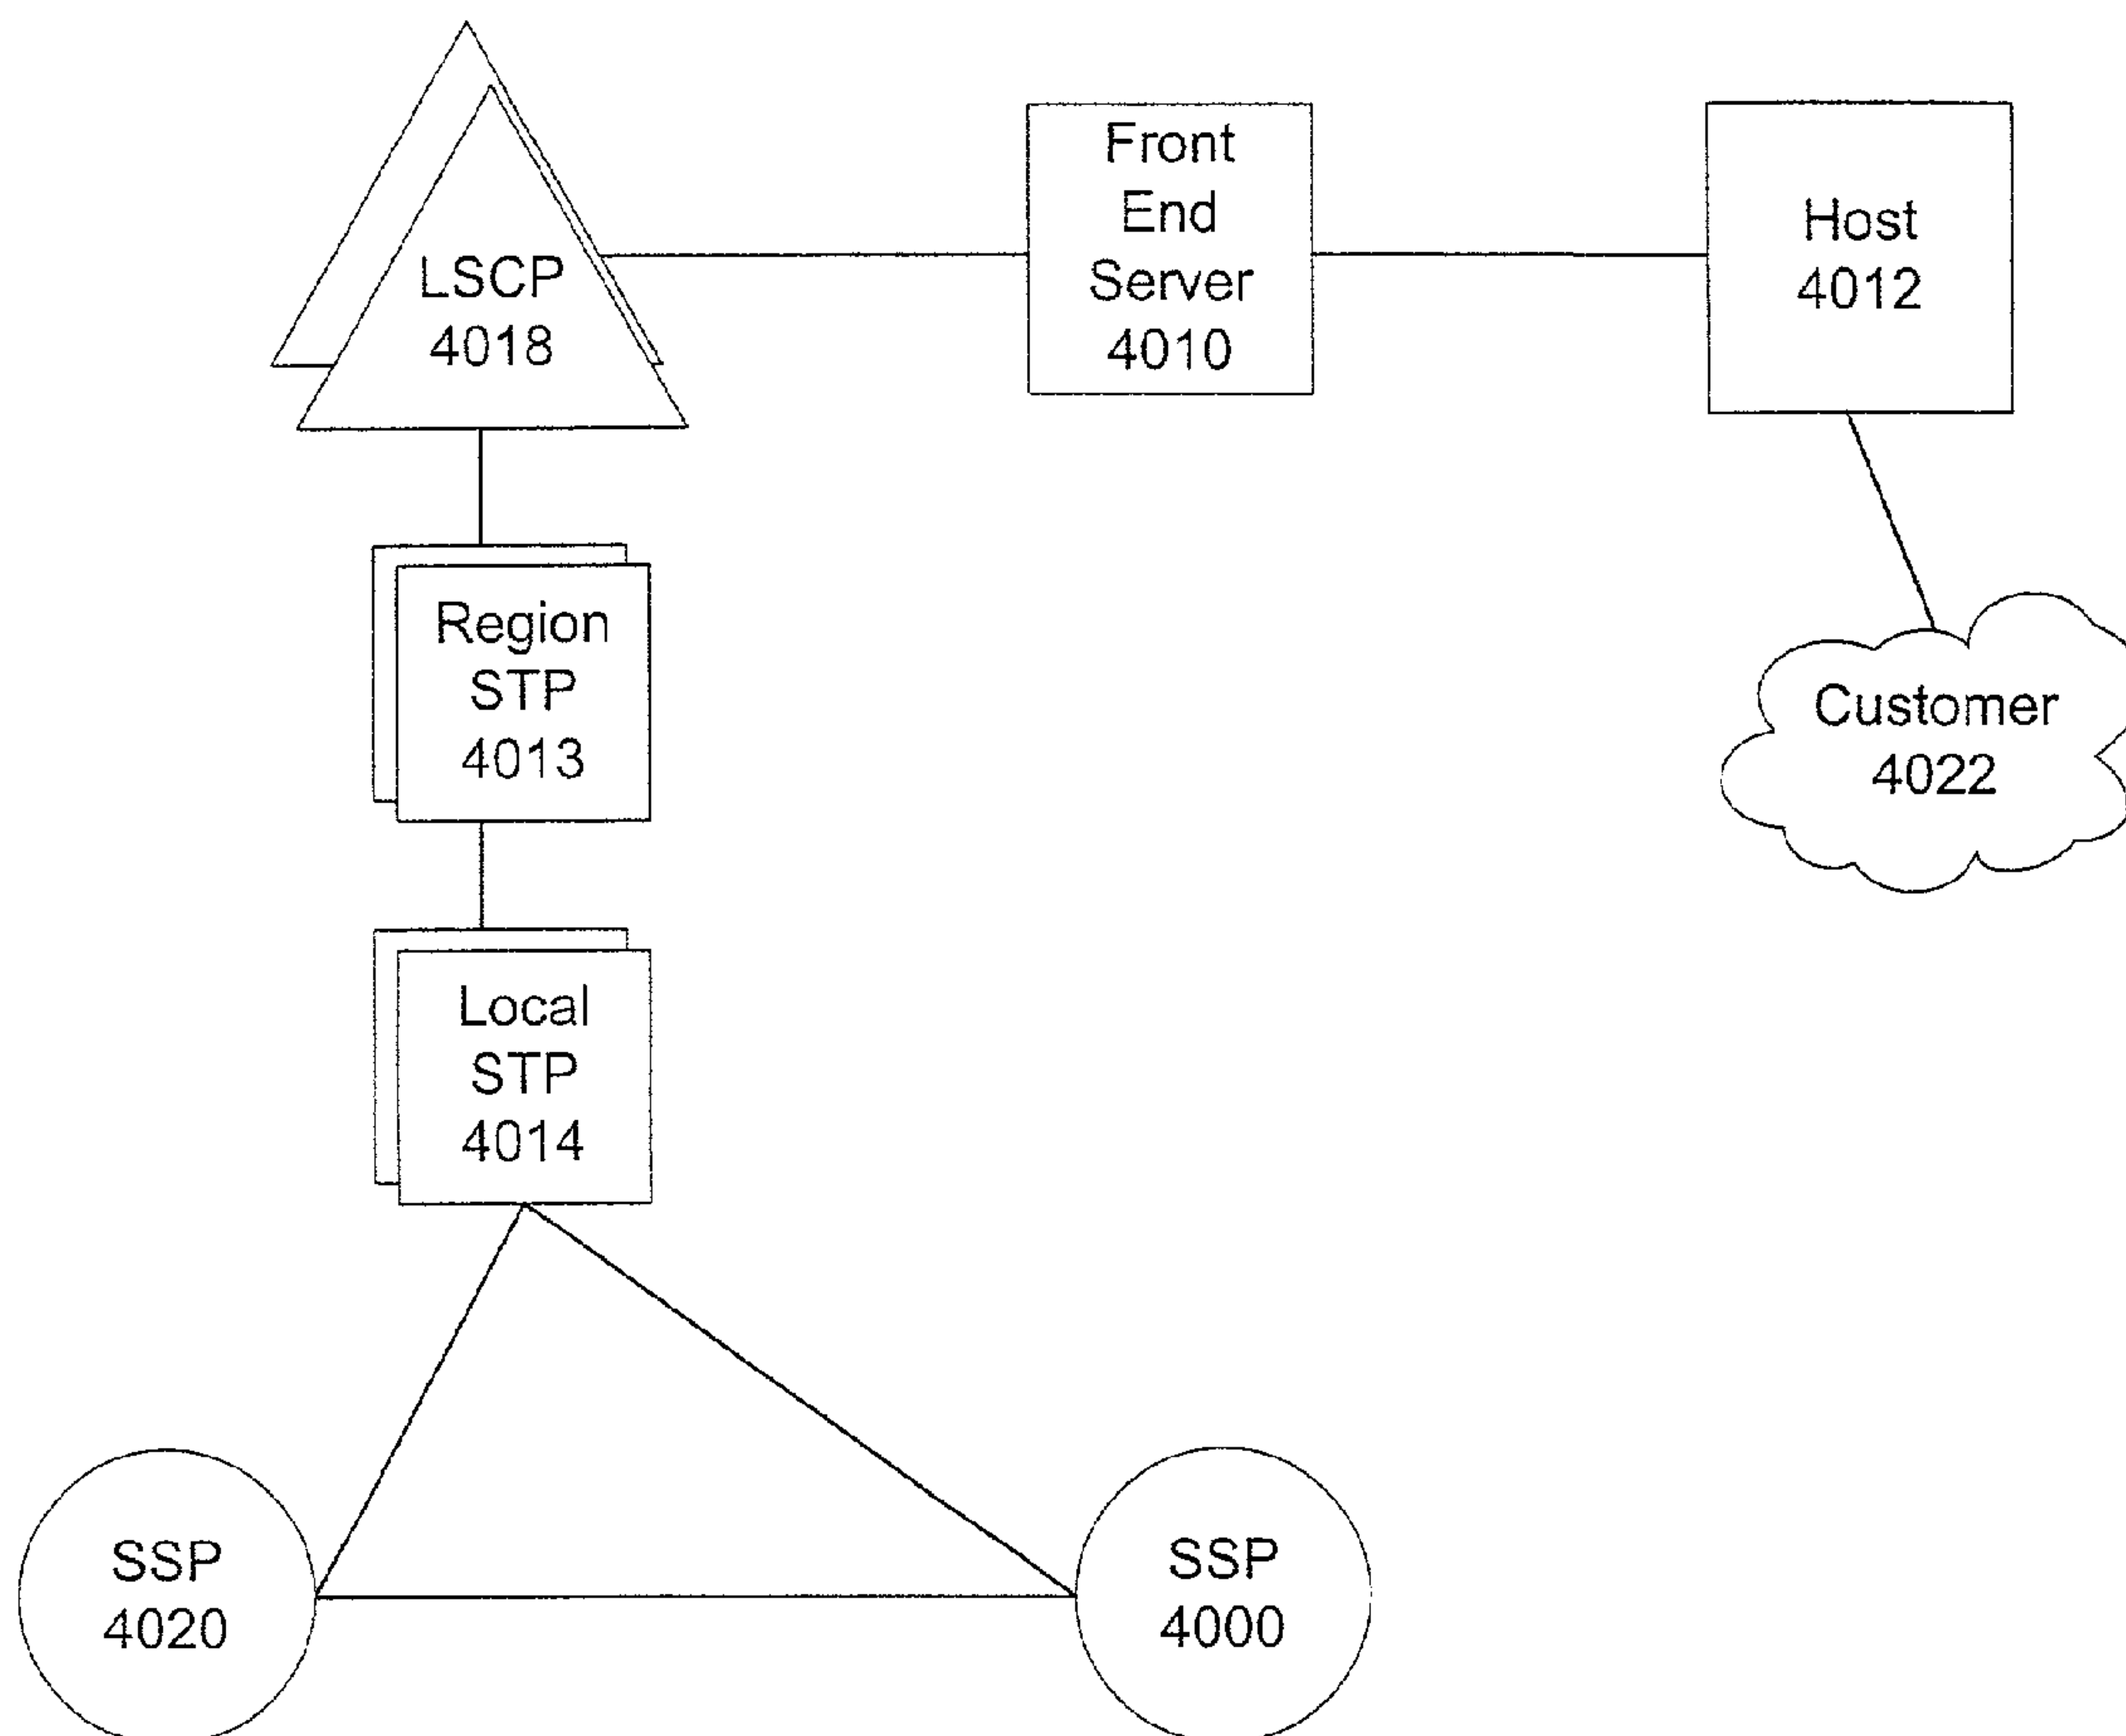 LSCP
4018
Front
End
Server
4010
Host
4012
Region
STP
4013
Customer
4022
Local
STP
4014
SSP
4020
SSP
4000